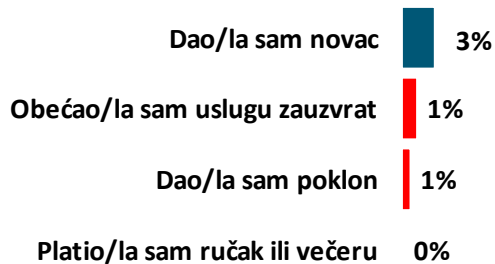 Dao/la sam novac 3%
Obećao/la sam uslugu zauzvrat 1%
Dao/la sam poklon 1%
Platio/la sam ručak ili večeru 0%